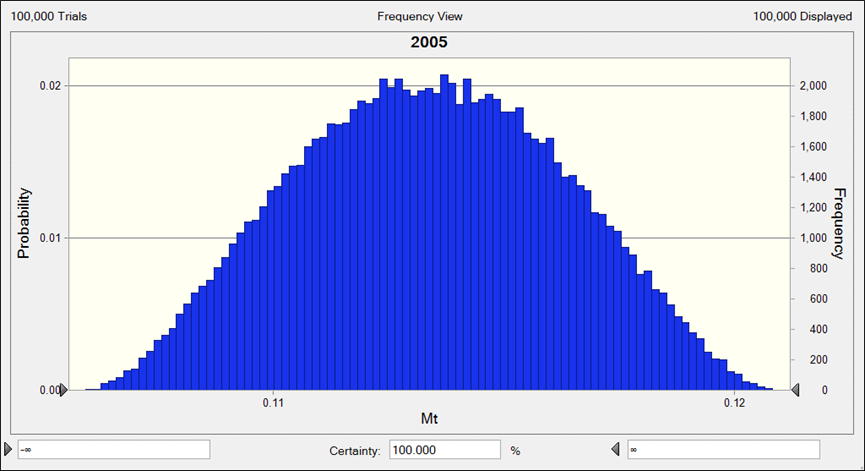 100,000 Trials Frequency View 100,000 Displayed
2005
0.02 2,000
1,800
1,600
1,400
1,200
0.01 1,000
800
600
400
200
0.00 0
Probability
Frequency
0.11 0.12
Mt
-∞ Certainty: 100.000 % ∞